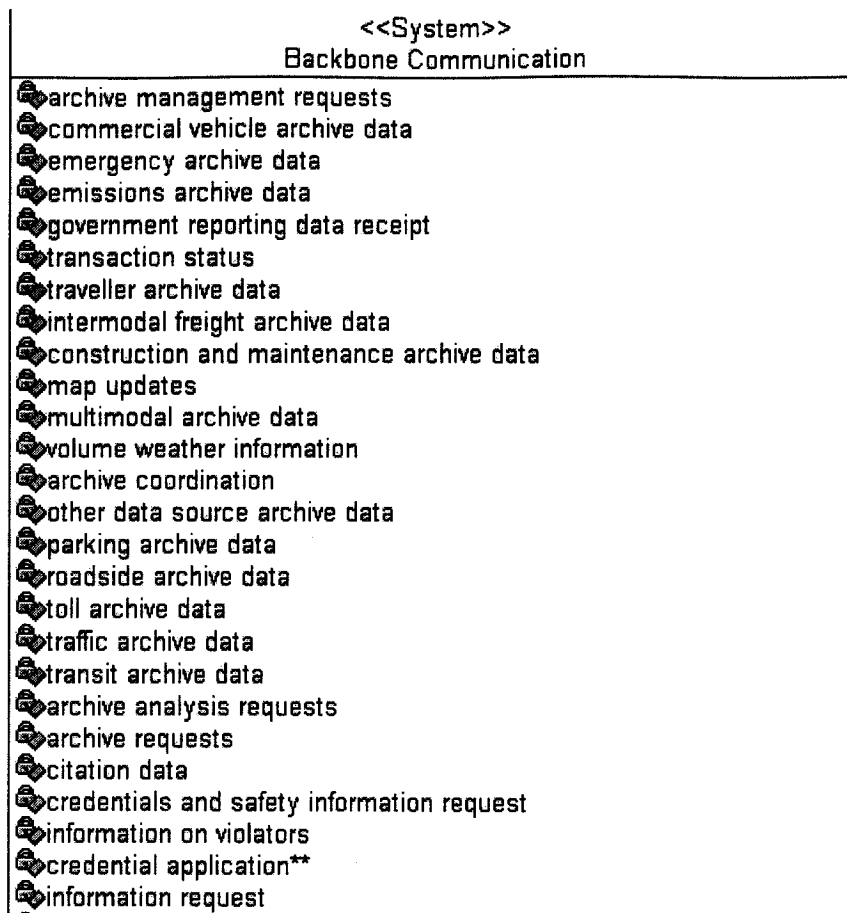 <<System>>
Backbone Communication
archive management requests
commercial vehicle archive data
emergency archive data
emissions archive data
government reporting data receipt
transaction status
traveller archive data
intermodal freight archive data
construction and maintenance archive data
map updates
multimodal archive data
volume weather information
archive coordination
other data source archive data
parking archive data
roadside archive data
toll archive data
traffic archive data
transit archive data
archive analysis requests
archive requests
citation data
credentials and safety information request
information on violators
credential application**
information request